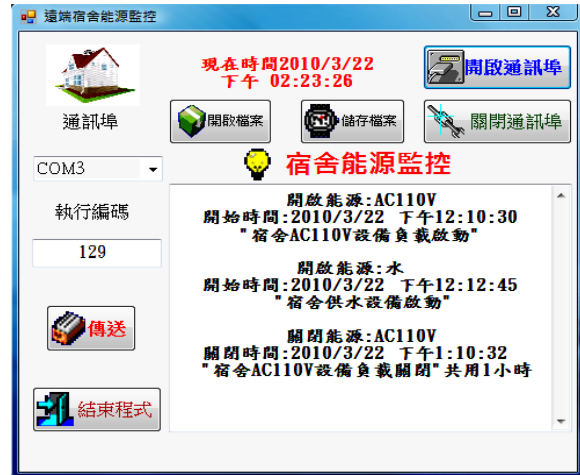 遠端宿舍能源監控
現在時間2010/3/22
下午 02:23:26
開啟通訊埠
通訊埠
開啟檔案
儲存檔案
關閉通訊埠
COM3
宿舍能源監控
執行編碼
129
傳送
結束程式
開啟能源:AC110V
開始時間:2010/3/22 下午12:10:30
"宿舍AC110V設備負載啟動"
開啟能源:水
開始時間:2010/3/22 下午12:12:45
"宿舍供水設備啟動"
關閉能源:AC110V
關閉時間:2010/3/22 下午1:10:32
"宿舍AC110V設備負載關閉"共用1小時